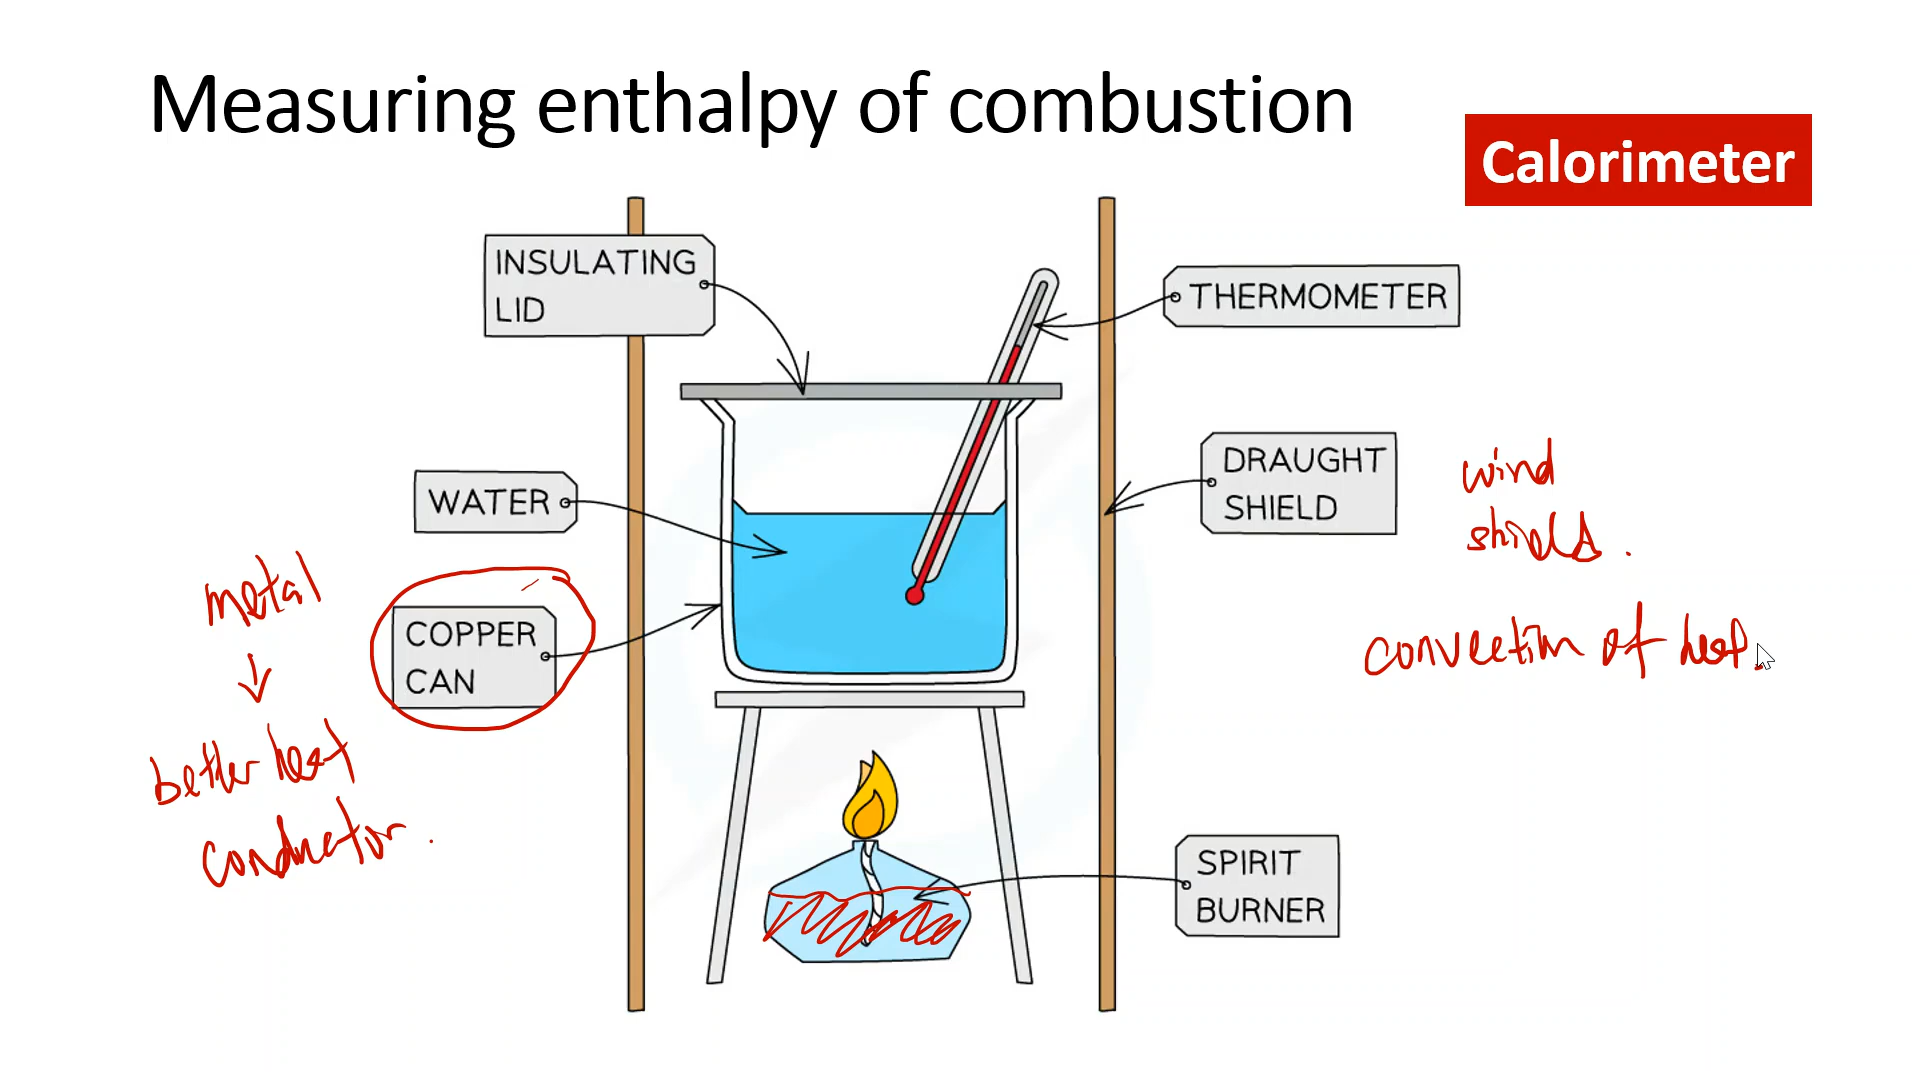 Measuring enthalpy of combustion
Calorimeter
INSULATING
LID
THERMOMETER
WATER
DRAUGHT
SHIELD
wind
shield.
metal
COPPER
CAN
convection of heat.
better heat
conductor.
SPIRIT
BURNER